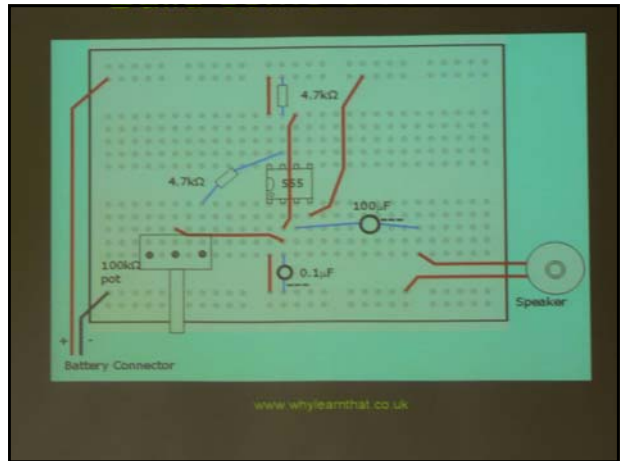 4.7kΩ
4.7kΩ
555
100µF
100kΩ
pot
0.1µF
Speaker
+ -
Battery Connector
www.whylearnthat.co.uk